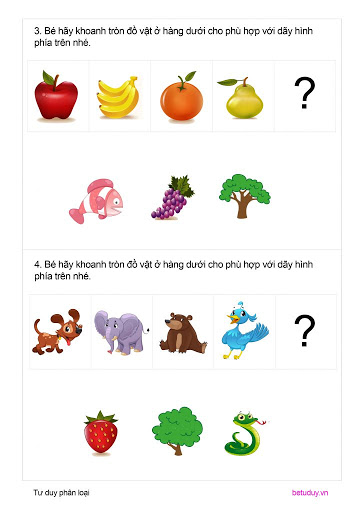 3. Bé hãy khoanh tròn đồ vật ở hàng dưới cho phù hợp với dãy hình
phía trên nhé.
?
4. Bé hãy khoanh tròn đồ vật ở hàng dưới cho phù hợp với dãy hình
phía trên nhé.
?
Tư duy phân loại
betuduy.vn